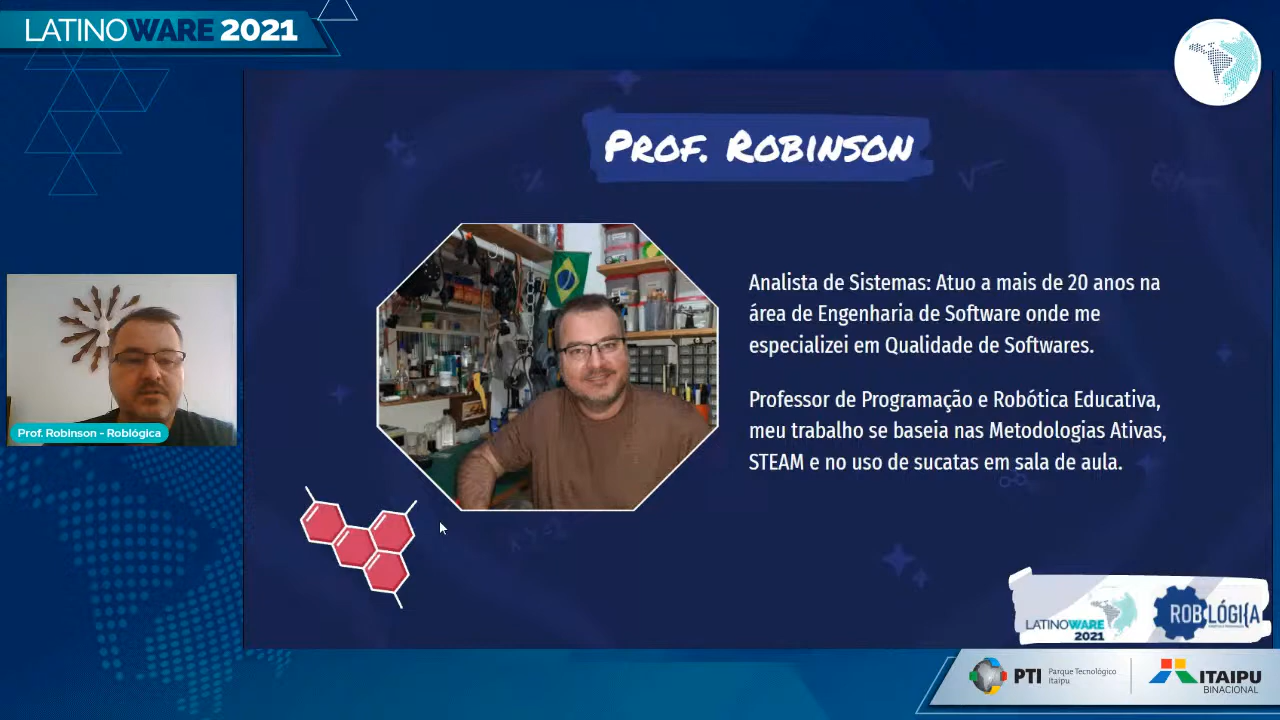 LATINOWARE 2021
PROF. ROBINSON
Analista de Sistemas: Atuo a mais de 20 anos na
área de Engenharia de Software onde me
especializei em Qualidade de Softwares.
Professor de Programação e Robótica Educativa,
meu trabalho se baseia nas Metodologias Ativas,
STEAM e no uso de sucatas em sala de aula.
Prof. Robinson - Roblógica
LATINOWARE
2021
ROBLÓGICA
PTI
Parque Tecnológico
Itaipu
ITAIPU
BINACIONAL